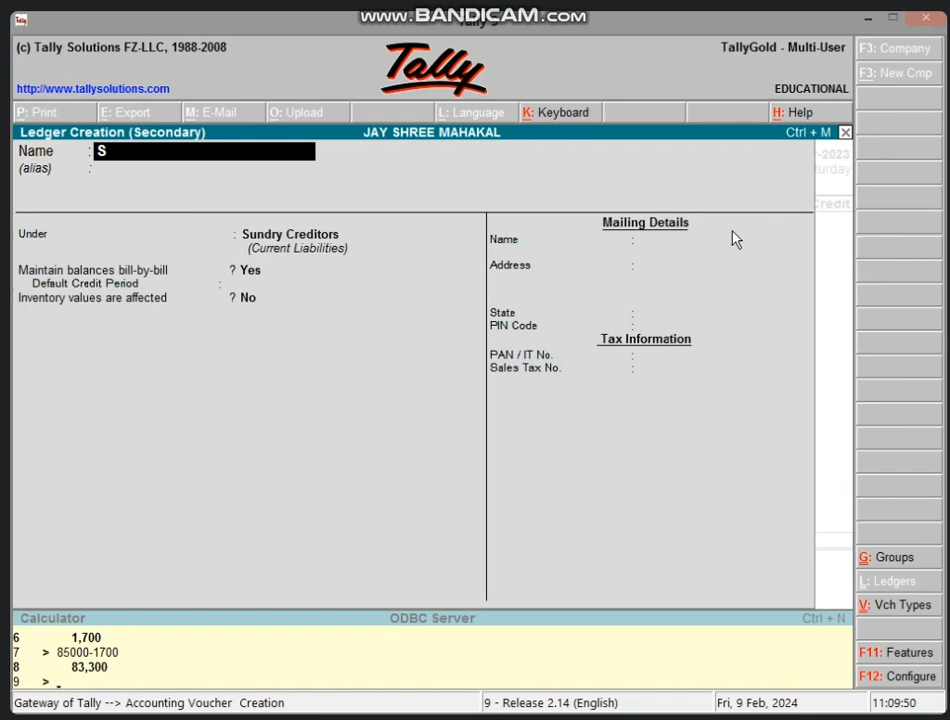 WWW.BANDICAM.COM
(c) Tally Solutions FZ-LLC, 1988-2008
Tally
TallyGold - Multi-User
http://www.tallysolutions.com
EDUCATIONAL
P: Print
E: Export
M: E-Mail
O: Upload
L: Language
K: Keyboard
H: Help
Ledger Creation (Secondary)
JAY SHREE MAHAKAL
Ctrl + M
Name : S
(alias) :
Under : Sundry Creditors
(Current Liabilities)
Maintain balances bill-by-bill ? Yes
Default Credit Period :
Inventory values are affected ? No
Mailing Details
Name :
Address :
State :
PIN Code :
Tax Information
PAN / IT No. :
Sales Tax No. :
-2023
Credit
F3: Company
F3: New Cmp
G: Groups
L: Ledgers
V: Vch Types
F11: Features
F12: Configure
Calculator
ODBC Server
Ctrl + N
6 1,700
7 > 85000-1700
8 83,300
9 > _
Gateway of Tally --> Accounting Voucher Creation
9 - Release 2.14 (English)
Fri, 9 Feb, 2024
11:09:50